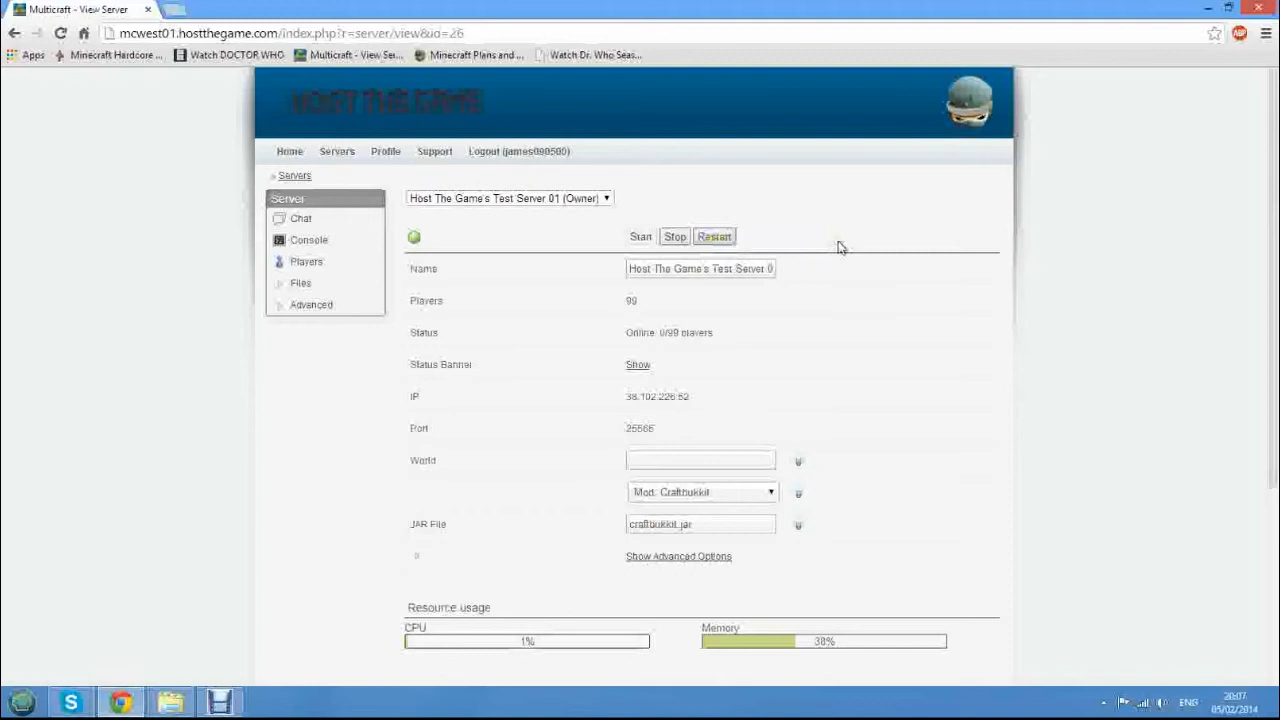 Multicraft - View Server
mcwest01.hostthegame.com/index.php?r=server/view&id=26
Apps Minecraft Hardcore ... Watch DOCTOR WHO Multicraft - View Ser... Minecraft Plans and ... Watch Dr. Who Seas...
HOST THE GAME
Home Servers Profile Support Logout (james090500)
Servers
Server
Chat
Console
Players
Files
Advanced
Host The Game's Test Server 01 (Owner)
Start Stop Restart
Name Host The Game's Test Server 0
Players 99
Status Online: 0/99 players
Status Banner Show
IP 38.102.226.52
Port 25565
World
Mod: Craftbukkit
JAR File craftbukkit.jar
Show Advanced Options
Resource usage
CPU Memory
1% 38%
ENG
20:07
05/02/2014